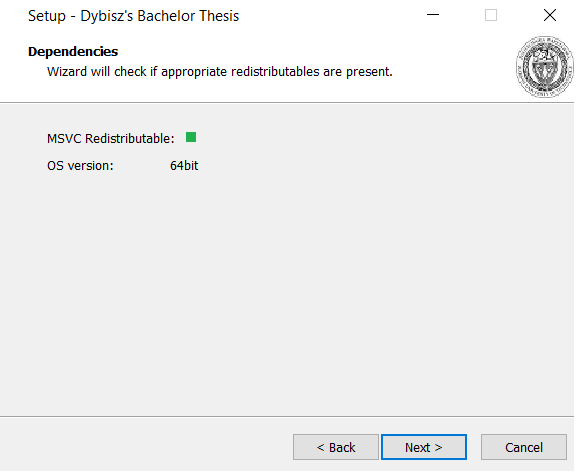 Setup - Dybisz's Bachelor Thesis
Dependencies
Wizard will check if appropriate redistributables are present.
MSVC Redistributable:
OS version: 64bit
< Back Next > Cancel